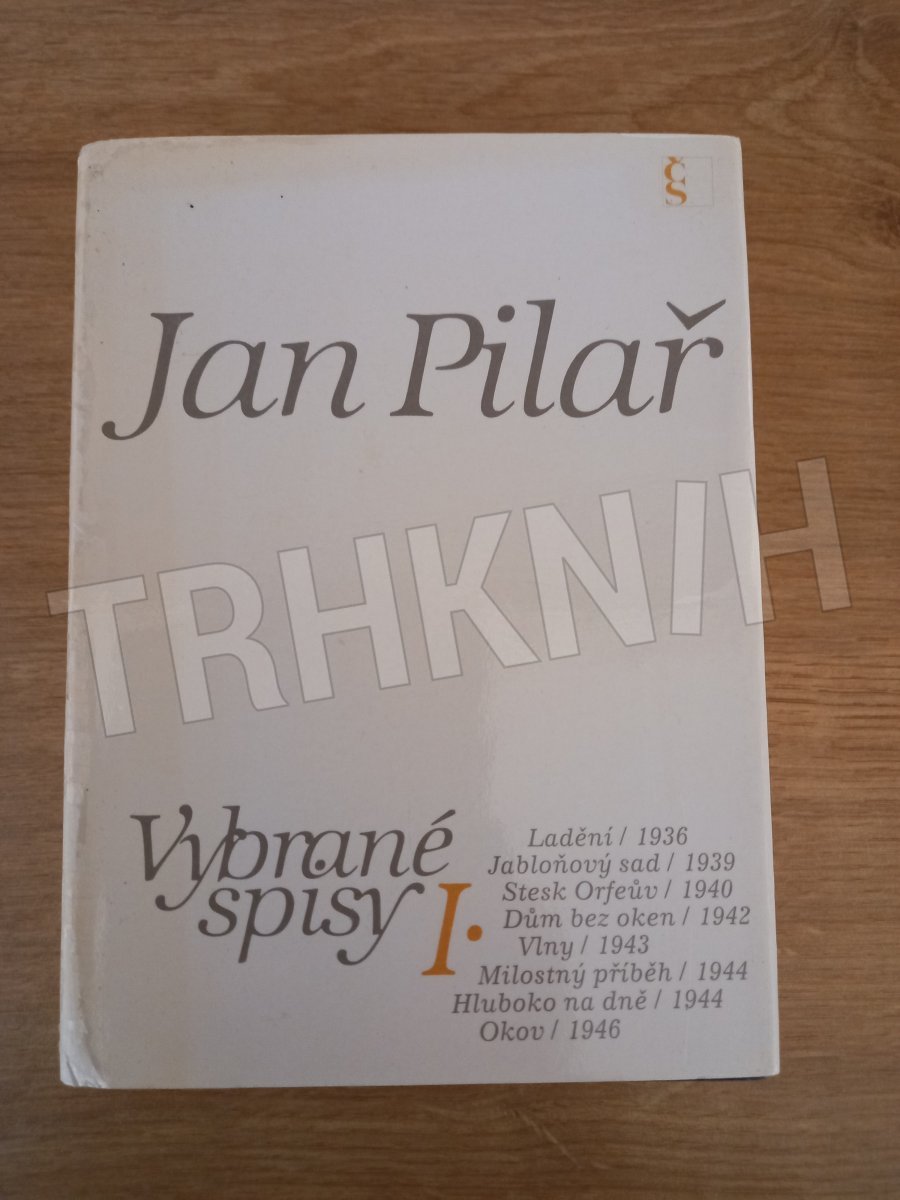 Č
S
Jan Pilař
TRHKNIH
Vybrané
spisy I.
Ladění / 1936
Jabloňový sad / 1939
Stesk Orfeův / 1940
Dům bez oken / 1942
Vlny / 1943
Milostný příběh / 1944
Hluboko na dně / 1944
Okov / 1946